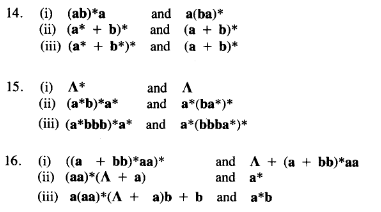 14. (i) (ab)*a and a(ba)*
(ii) (a* + b)* and (a + b)*
(iii) (a* + b*)* and (a + b)*
15. (i) Λ* and Λ
(ii) (a*b)*a* and a*(ba*)*
(iii) (a*bbb)*a* and a*(bbba*)*
16. (i) ((a + bb)*aa)* and Λ + (a + bb)*aa
(ii) (aa)*(Λ + a) and a*
(iii) a(aa)*(Λ + a)b + b and a*b